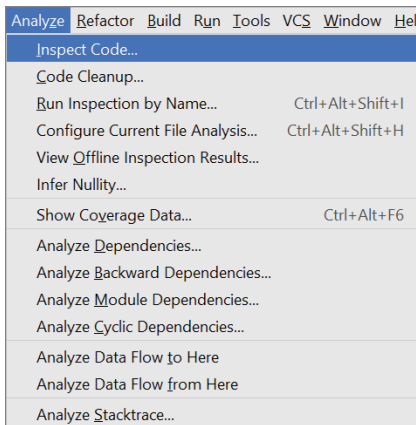 Analyze Refactor Build Run Tools VCS Window Hel
Inspect Code...
Code Cleanup...
Run Inspection by Name... Ctrl+Alt+Shift+I
Configure Current File Analysis... Ctrl+Alt+Shift+H
View Offline Inspection Results...
Infer Nullity...
Show Coverage Data... Ctrl+Alt+F6
Analyze Dependencies...
Analyze Backward Dependencies...
Analyze Module Dependencies...
Analyze Cyclic Dependencies...
Analyze Data Flow to Here
Analyze Data Flow from Here
Analyze Stacktrace...